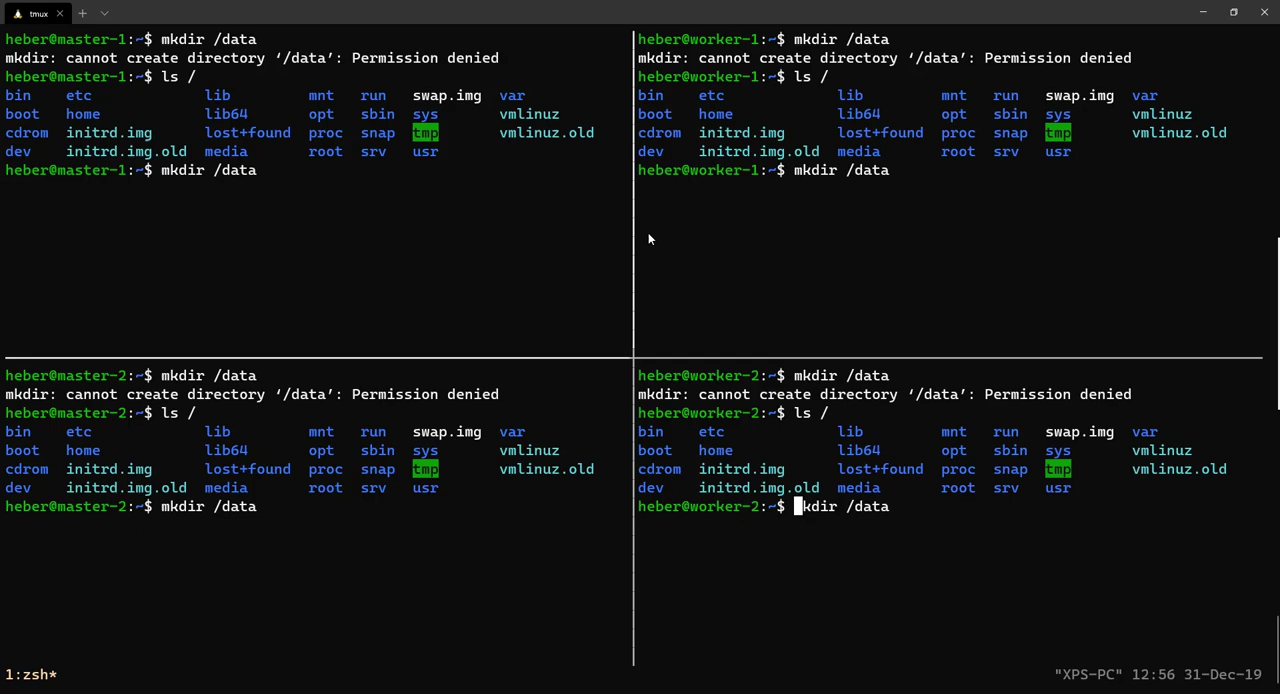 tmux
heber@master-1:~$ mkdir /data
mkdir: cannot create directory ‘/data’: Permission denied
heber@master-1:~$ ls /
bin etc lib mnt run swap.img var
boot home lib64 opt sbin sys vmlinuz
cdrom initrd.img lost+found proc snap tmp vmlinuz.old
dev initrd.img.old media root srv usr
heber@master-1:~$ mkdir /data
heber@worker-1:~$ mkdir /data
mkdir: cannot create directory ‘/data’: Permission denied
heber@worker-1:~$ ls /
bin etc lib mnt run swap.img var
boot home lib64 opt sbin sys vmlinuz
cdrom initrd.img lost+found proc snap tmp vmlinuz.old
dev initrd.img.old media root srv usr
heber@worker-1:~$ mkdir /data
heber@master-2:~$ mkdir /data
mkdir: cannot create directory ‘/data’: Permission denied
heber@master-2:~$ ls /
bin etc lib mnt run swap.img var
boot home lib64 opt sbin sys vmlinuz
cdrom initrd.img lost+found proc snap tmp vmlinuz.old
dev initrd.img.old media root srv usr
heber@master-2:~$ mkdir /data
heber@worker-2:~$ mkdir /data
mkdir: cannot create directory ‘/data’: Permission denied
heber@worker-2:~$ ls /
bin etc lib mnt run swap.img var
boot home lib64 opt sbin sys vmlinuz
cdrom initrd.img lost+found proc snap tmp vmlinuz.old
dev initrd.img.old media root srv usr
heber@worker-2:~$ kdir /data
1:zsh* "XPS-PC" 12:56 31-Dec-19